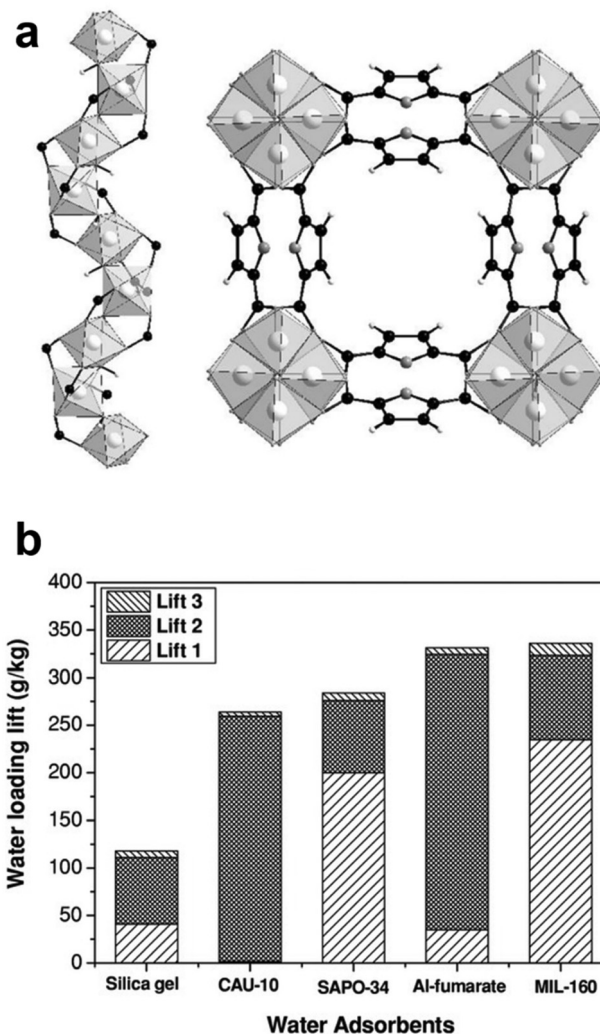 a
b
400
350
300
250
200
150
100
50
0
Water loading lift (g/kg)
Lift 3
Lift 2
Lift 1
Silica gel CAU-10 SAPO-34 Al-fumarate MIL-160
Water Adsorbents